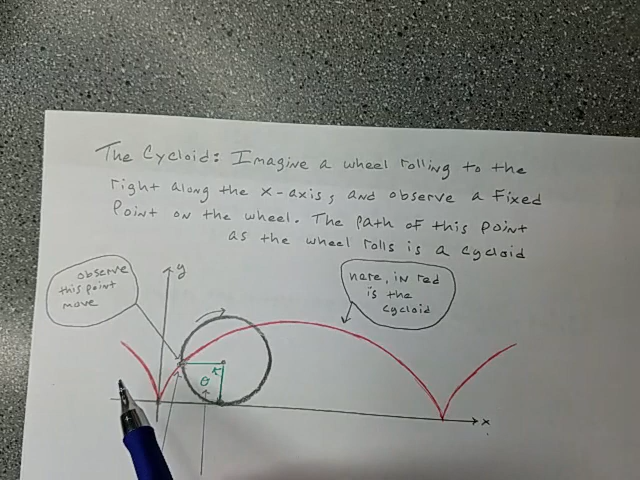 The Cycloid: Imagine a wheel rolling to the
right along the x-axis, and observe a fixed
point on the wheel. The path of this point
as the wheel rolls is a cycloid
observe
this point
move
y
here, in red
is the
cycloid
θ
x